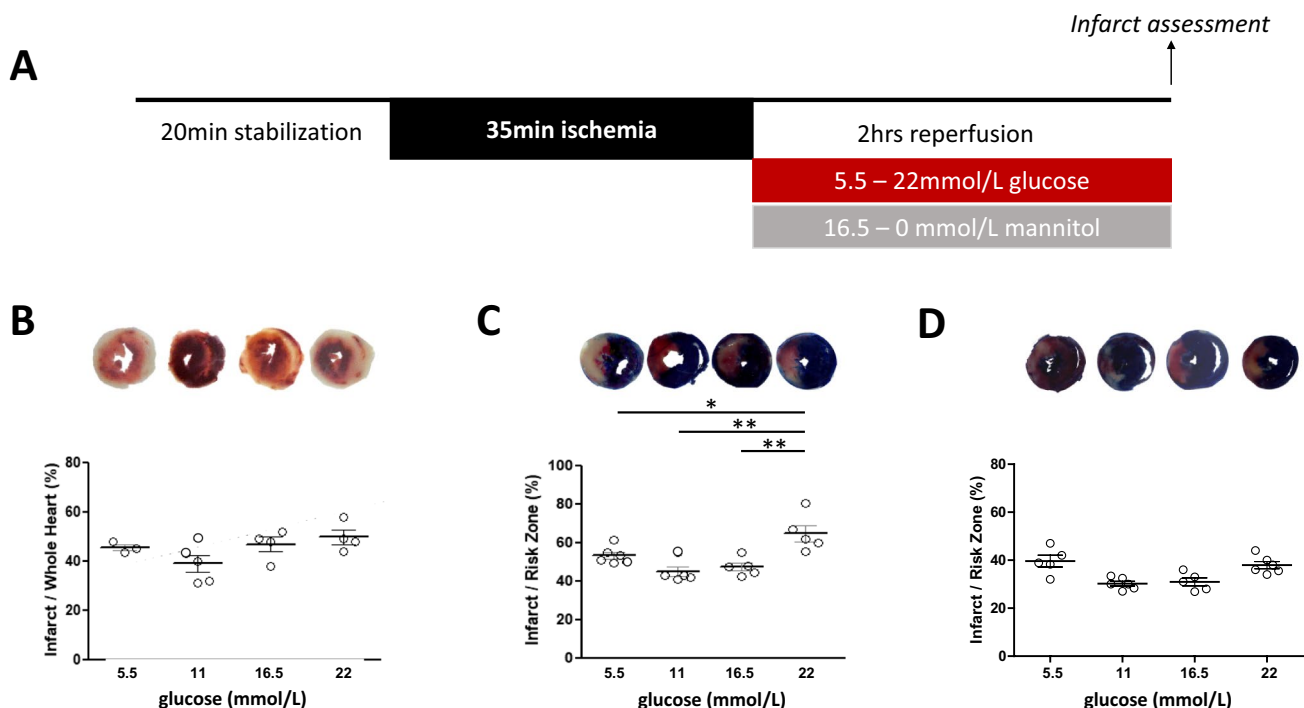 Infarct assessment
A
20min stabilization
35min ischemia
2hrs reperfusion
5.5 – 22mmol/L glucose
16.5 – 0 mmol/L mannitol
B
C
D
*
**
**
Infarct / Whole Heart (%)
80
60
40
20
0
5.5
11
16.5
22
glucose (mmol/L)
Infarct / Risk Zone (%)
100
80
60
40
20
0
5.5
11
16.5
22
glucose (mmol/L)
Infarct / Risk Zone (%)
80
60
40
20
0
5.5
11
16.5
22
glucose (mmol/L)